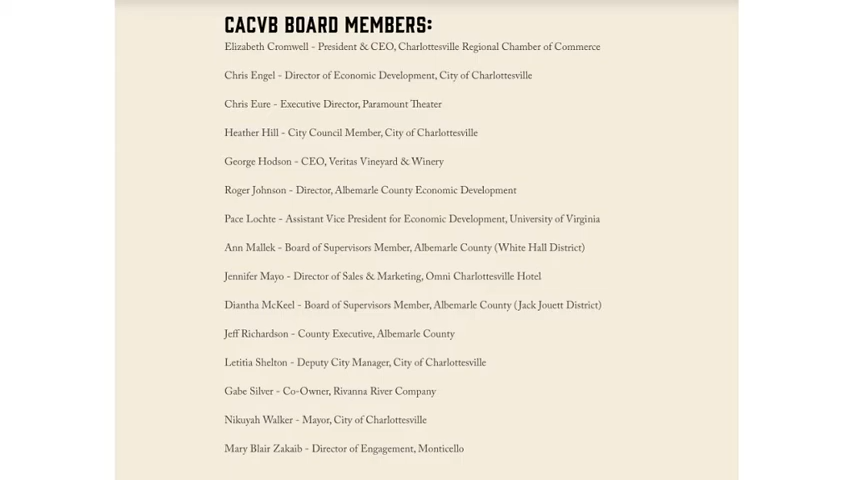 CACVB BOARD MEMBERS:
Elizabeth Cromwell - President & CEO, Charlottesville Regional Chamber of Commerce
Chris Engel - Director of Economic Development, City of Charlottesville
Chris Eure - Executive Director, Paramount Theater
Heather Hill - City Council Member, City of Charlottesville
George Hodson - CEO, Veritas Vineyard & Winery
Roger Johnson - Director, Albemarle County Economic Development
Pace Lochte - Assistant Vice President for Economic Development, University of Virginia
Ann Mallek - Board of Supervisors Member, Albemarle County (White Hall District)
Jennifer Mayo - Director of Sales & Marketing, Omni Charlottesville Hotel
Diantha McKeel - Board of Supervisors Member, Albemarle County (Jack Jouett District)
Jeff Richardson - County Executive, Albemarle County
Letitia Shelton - Deputy City Manager, City of Charlottesville
Gabe Silver - Co-Owner, Rivanna River Company
Nikuyah Walker - Mayor, City of Charlottesville
Mary Blair Zakaib - Director of Engagement, Monticello